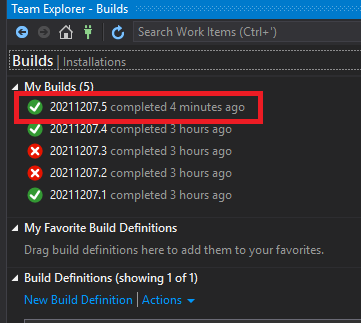 Team Explorer - Builds
Search Work Items (Ctrl+')
Builds | Installations
My Builds (5)
20211207.5 completed 4 minutes ago
20211207.4 completed 3 hours ago
20211207.3 completed 3 hours ago
20211207.2 completed 3 hours ago
20211207.1 completed 3 hours ago
My Favorite Build Definitions
Drag build definitions here to add them to your favorites.
Build Definitions (showing 1 of 1)
New Build Definition | Actions